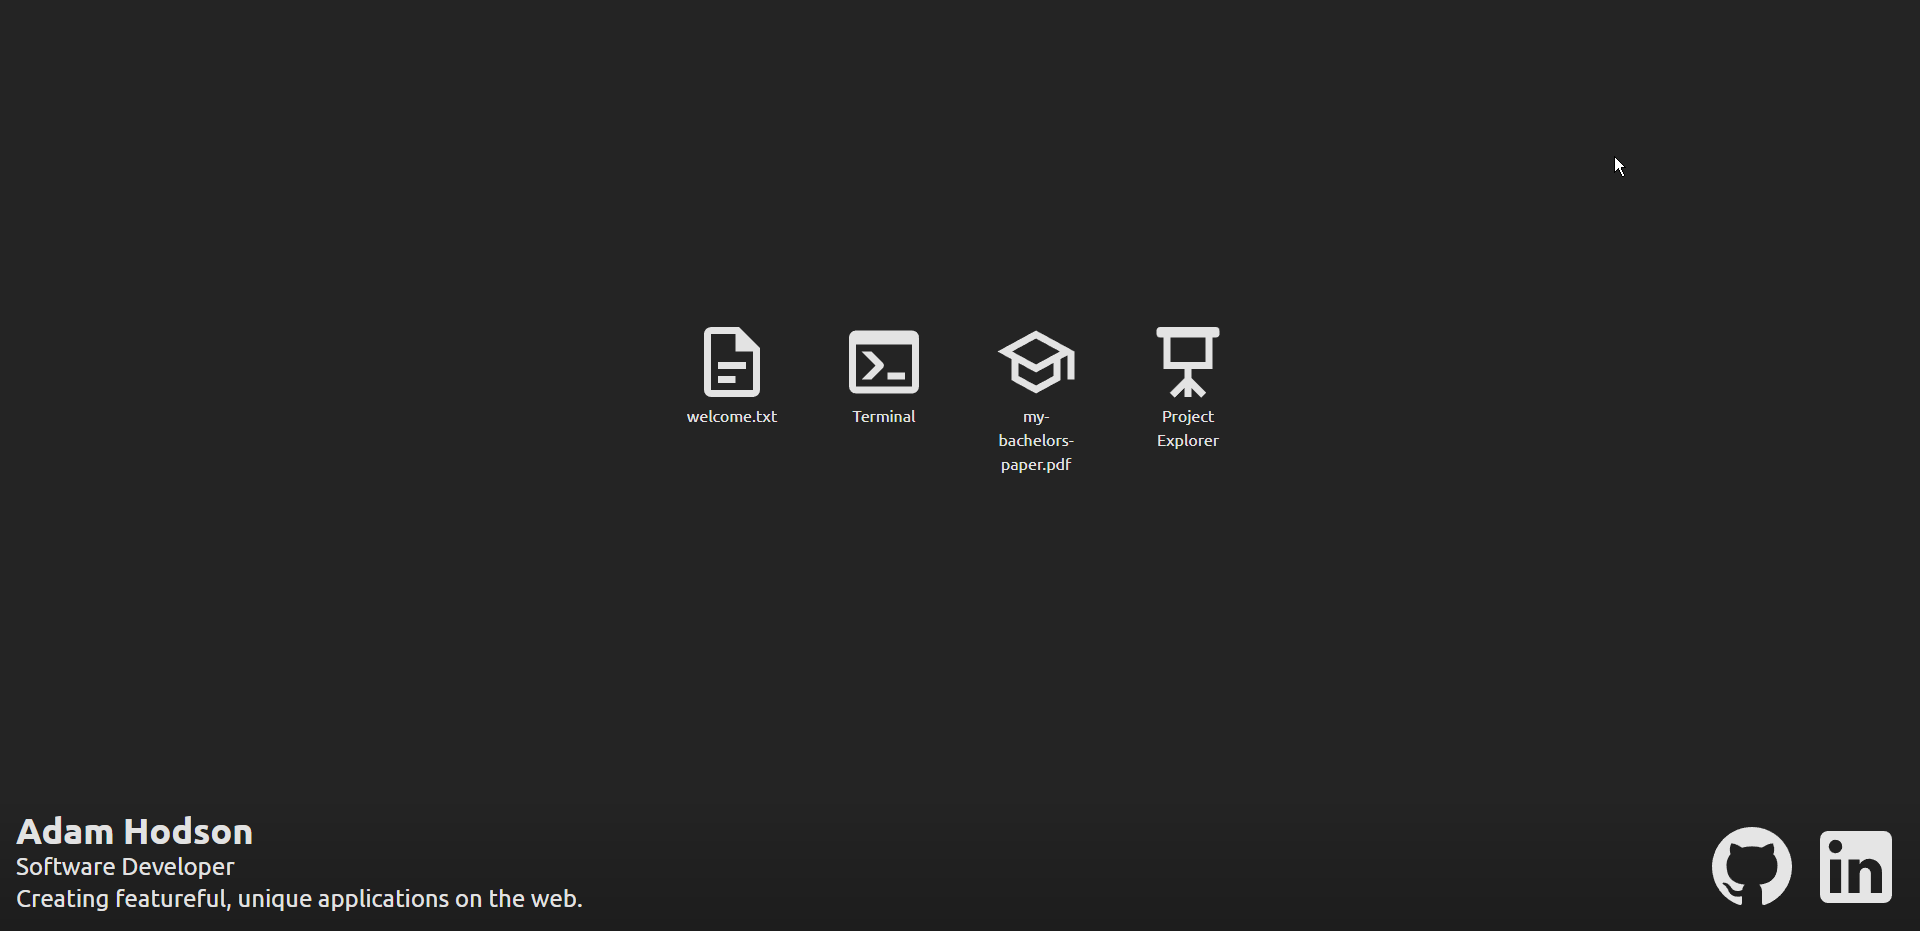 welcome.txt
Terminal
my-
bachelors-
paper.pdf
Project
Explorer
Adam Hodson
Software Developer
Creating featureful, unique applications on the web.
in